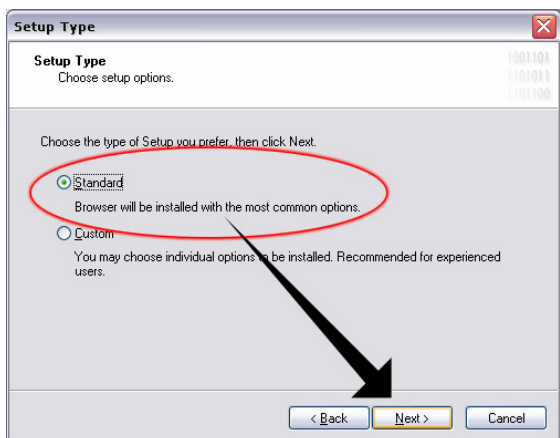 Setup Type
Setup Type
Choose setup options.
1001101
1101011
1101100
Choose the type of Setup you prefer, then click Next.
Standard
Browser will be installed with the most common options.
Custom
You may choose individual options to be installed. Recommended for experienced
users.
< Back Next > Cancel